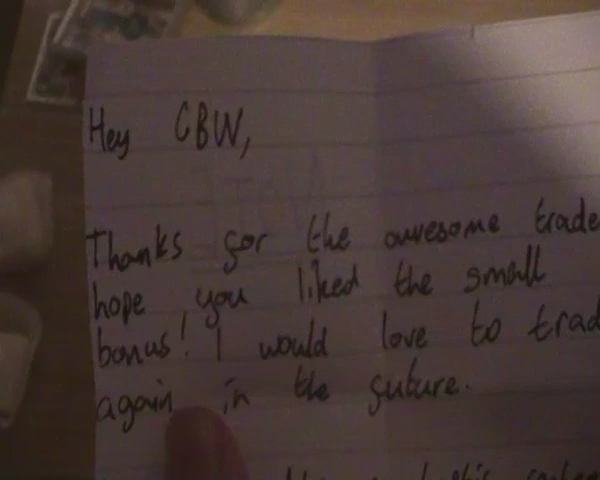 Hey CBW,
Thanks for the awesome trade
hope you liked the small
bonus! I would love to trad
again in the future.